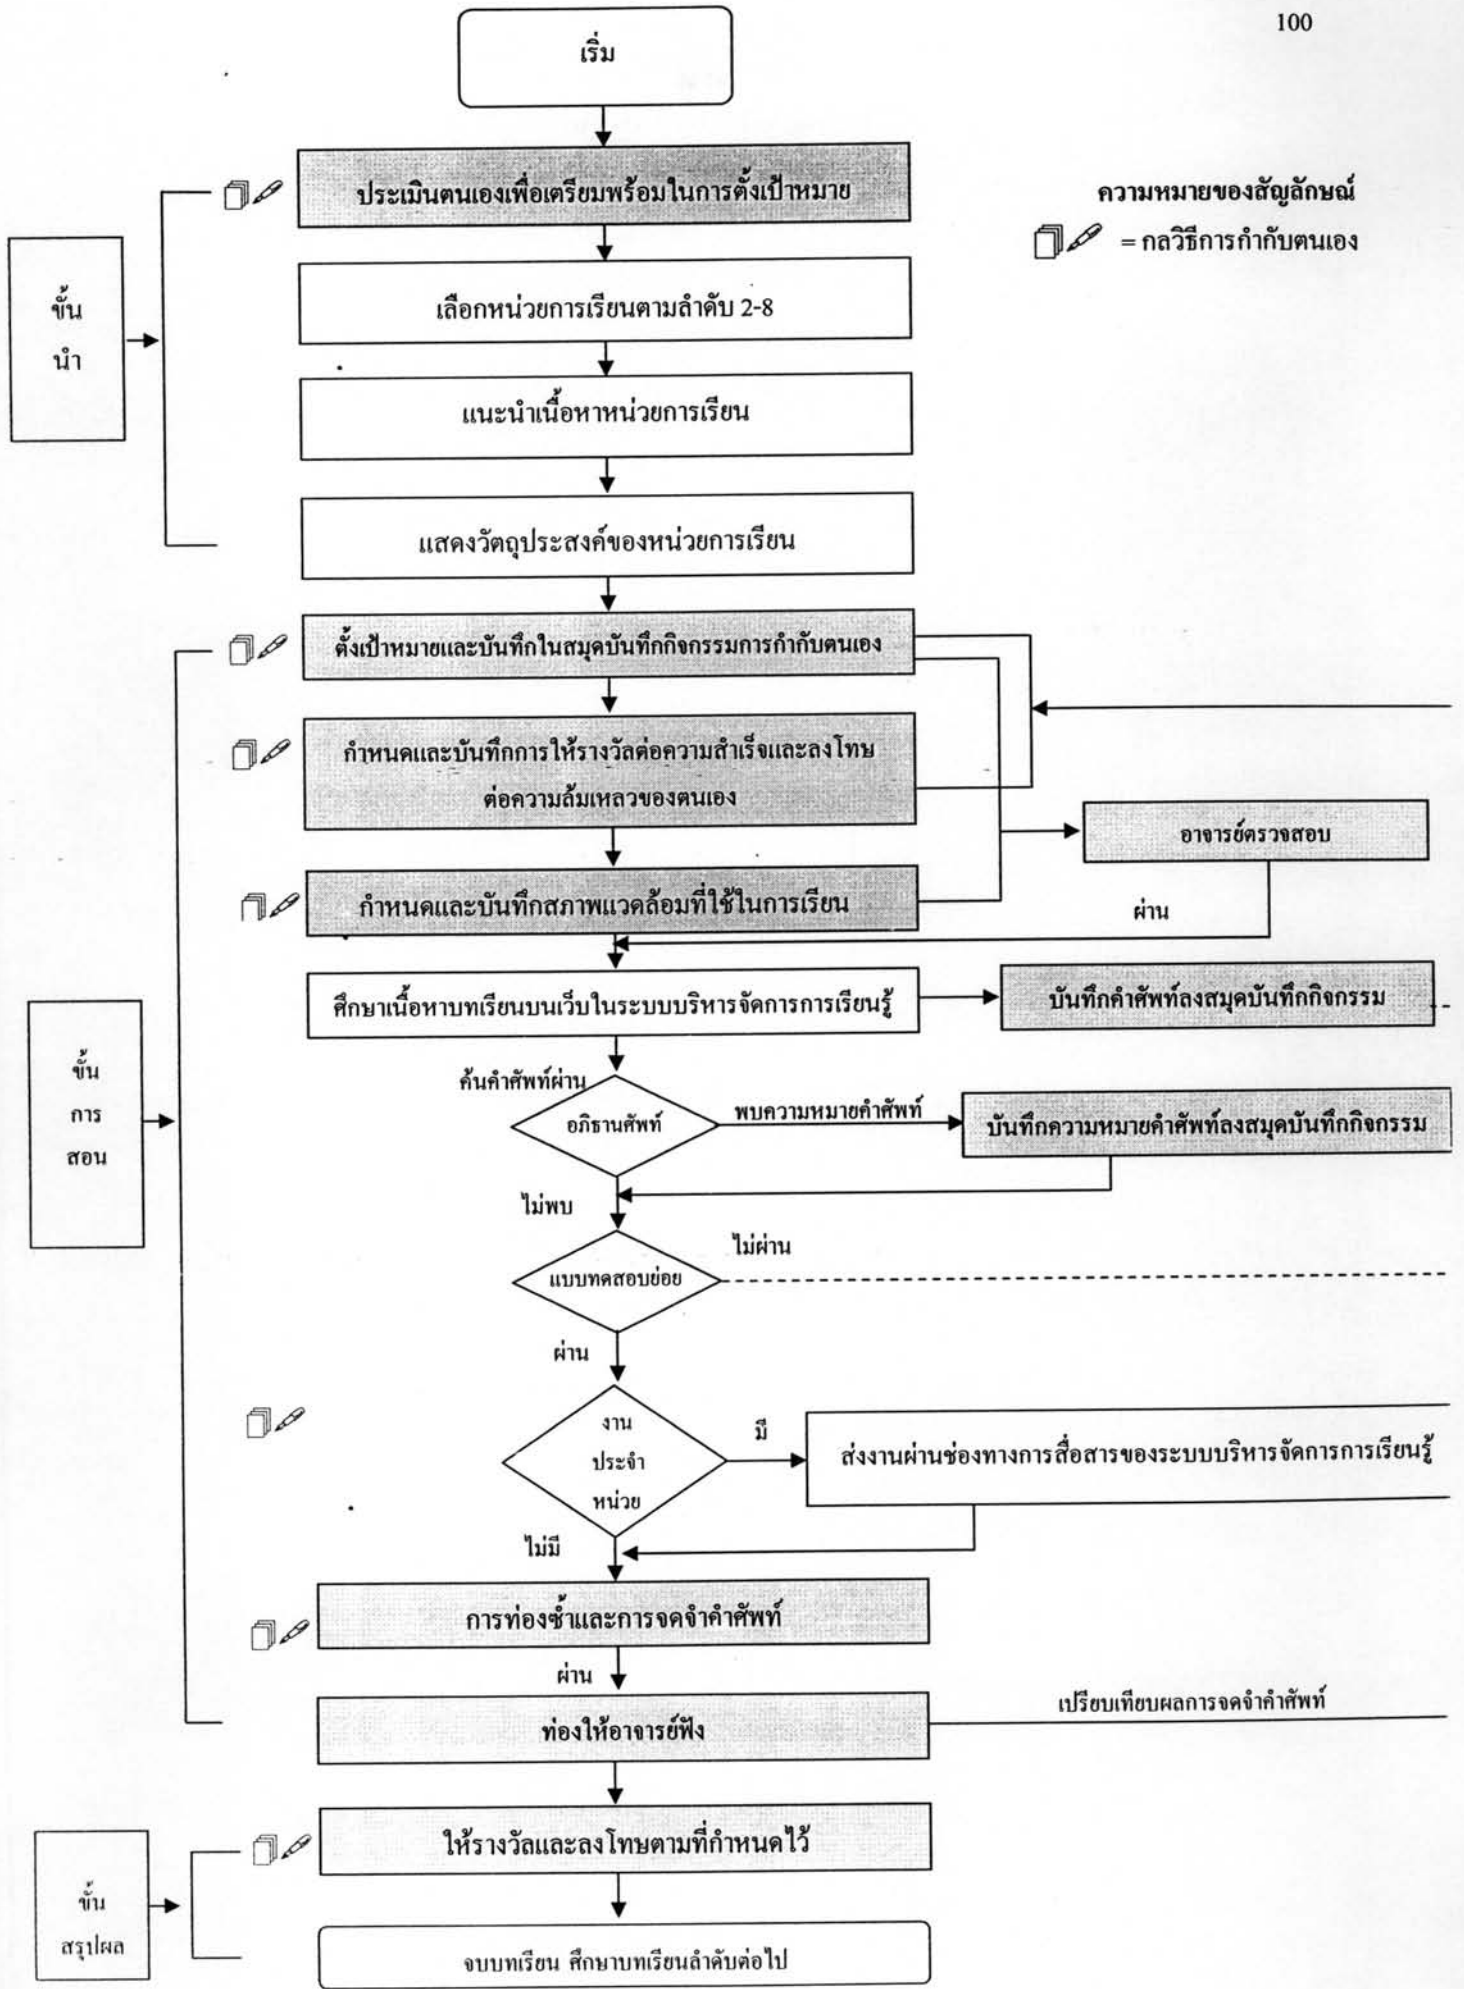 100
เริ่ม
ประเมินตนเองเพื่อเตรียมพร้อมในการตั้งเป้าหมาย
ความหมายของสัญลักษณ์
= กลวิธีการกำกับตนเอง
ขั้น
นำ
เลือกหน่วยการเรียนตามลำดับ 2-8
แนะนำเนื้อหาหน่วยการเรียน
แสดงวัตถุประสงค์ของหน่วยการเรียน
ตั้งเป้าหมายและบันทึกในสมุดบันทึกกิจกรรมการกำกับตนเอง
กำหนดและบันทึกการให้รางวัลต่อความสำเร็จและลงโทษ
ต่อความล้มเหลวของตนเอง
อาจารย์ตรวจสอบ
กำหนดและบันทึกสภาพแวดล้อมที่ใช้ในการเรียน
ผ่าน
ศึกษาเนื้อหาบทเรียนบนเว็บในระบบบริหารจัดการการเรียนรู้
บันทึกคำศัพท์ลงสมุดบันทึกกิจกรรม
ขั้น
การ
สอน
ค้นคำศัพท์ผ่าน
อภิธานศัพท์
พบความหมายคำศัพท์
บันทึกความหมายคำศัพท์ลงสมุดบันทึกกิจกรรม
ไม่พบ
แบบทดสอบย่อย
ไม่ผ่าน
ผ่าน
งาน
ประจำ
หน่วย
มี
ส่งงานผ่านช่องทางการสื่อสารของระบบบริหารจัดการการเรียนรู้
ไม่มี
การท่องซ้ำและการจดจำคำศัพท์
ผ่าน
ท่องให้อาจารย์ฟัง
เปรียบเทียบผลการจดจำคำศัพท์
ให้รางวัลและลงโทษตามที่กำหนดไว้
ขั้น
สรุปผล
จบบทเรียน ศึกษาบทเรียนลำดับต่อไป